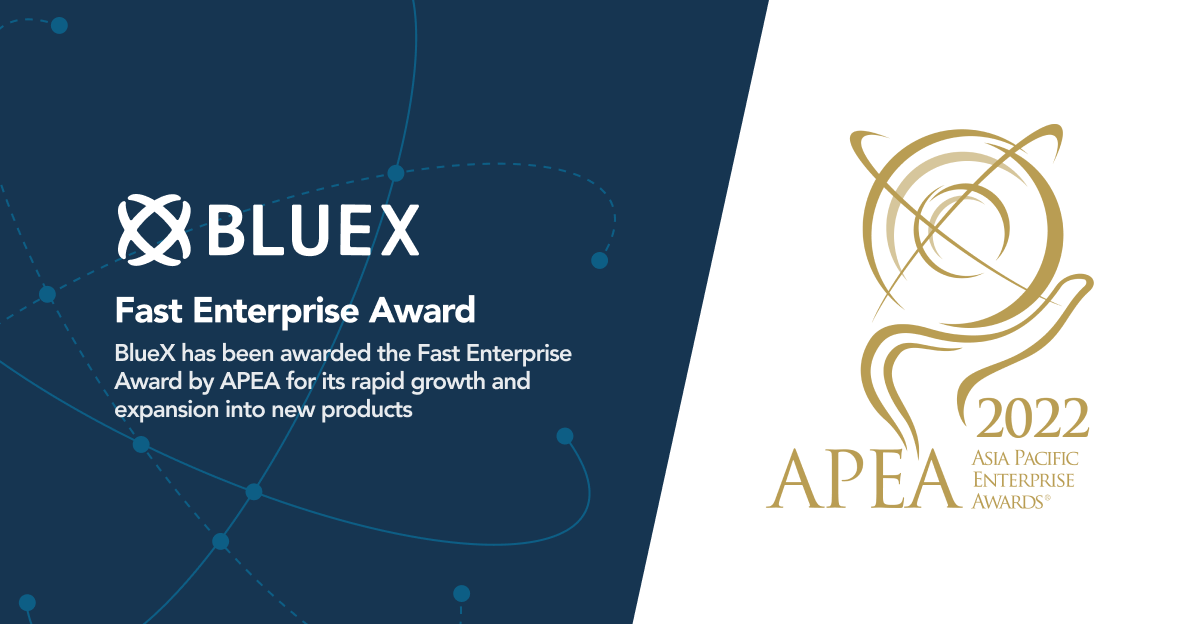 BLUEX
Fast Enterprise Award
BlueX has been awarded the Fast Enterprise
Award by APEA for its rapid growth and
expansion into new products
2022
APEA
ASIA PACIFIC
ENTERPRISE
AWARDS®